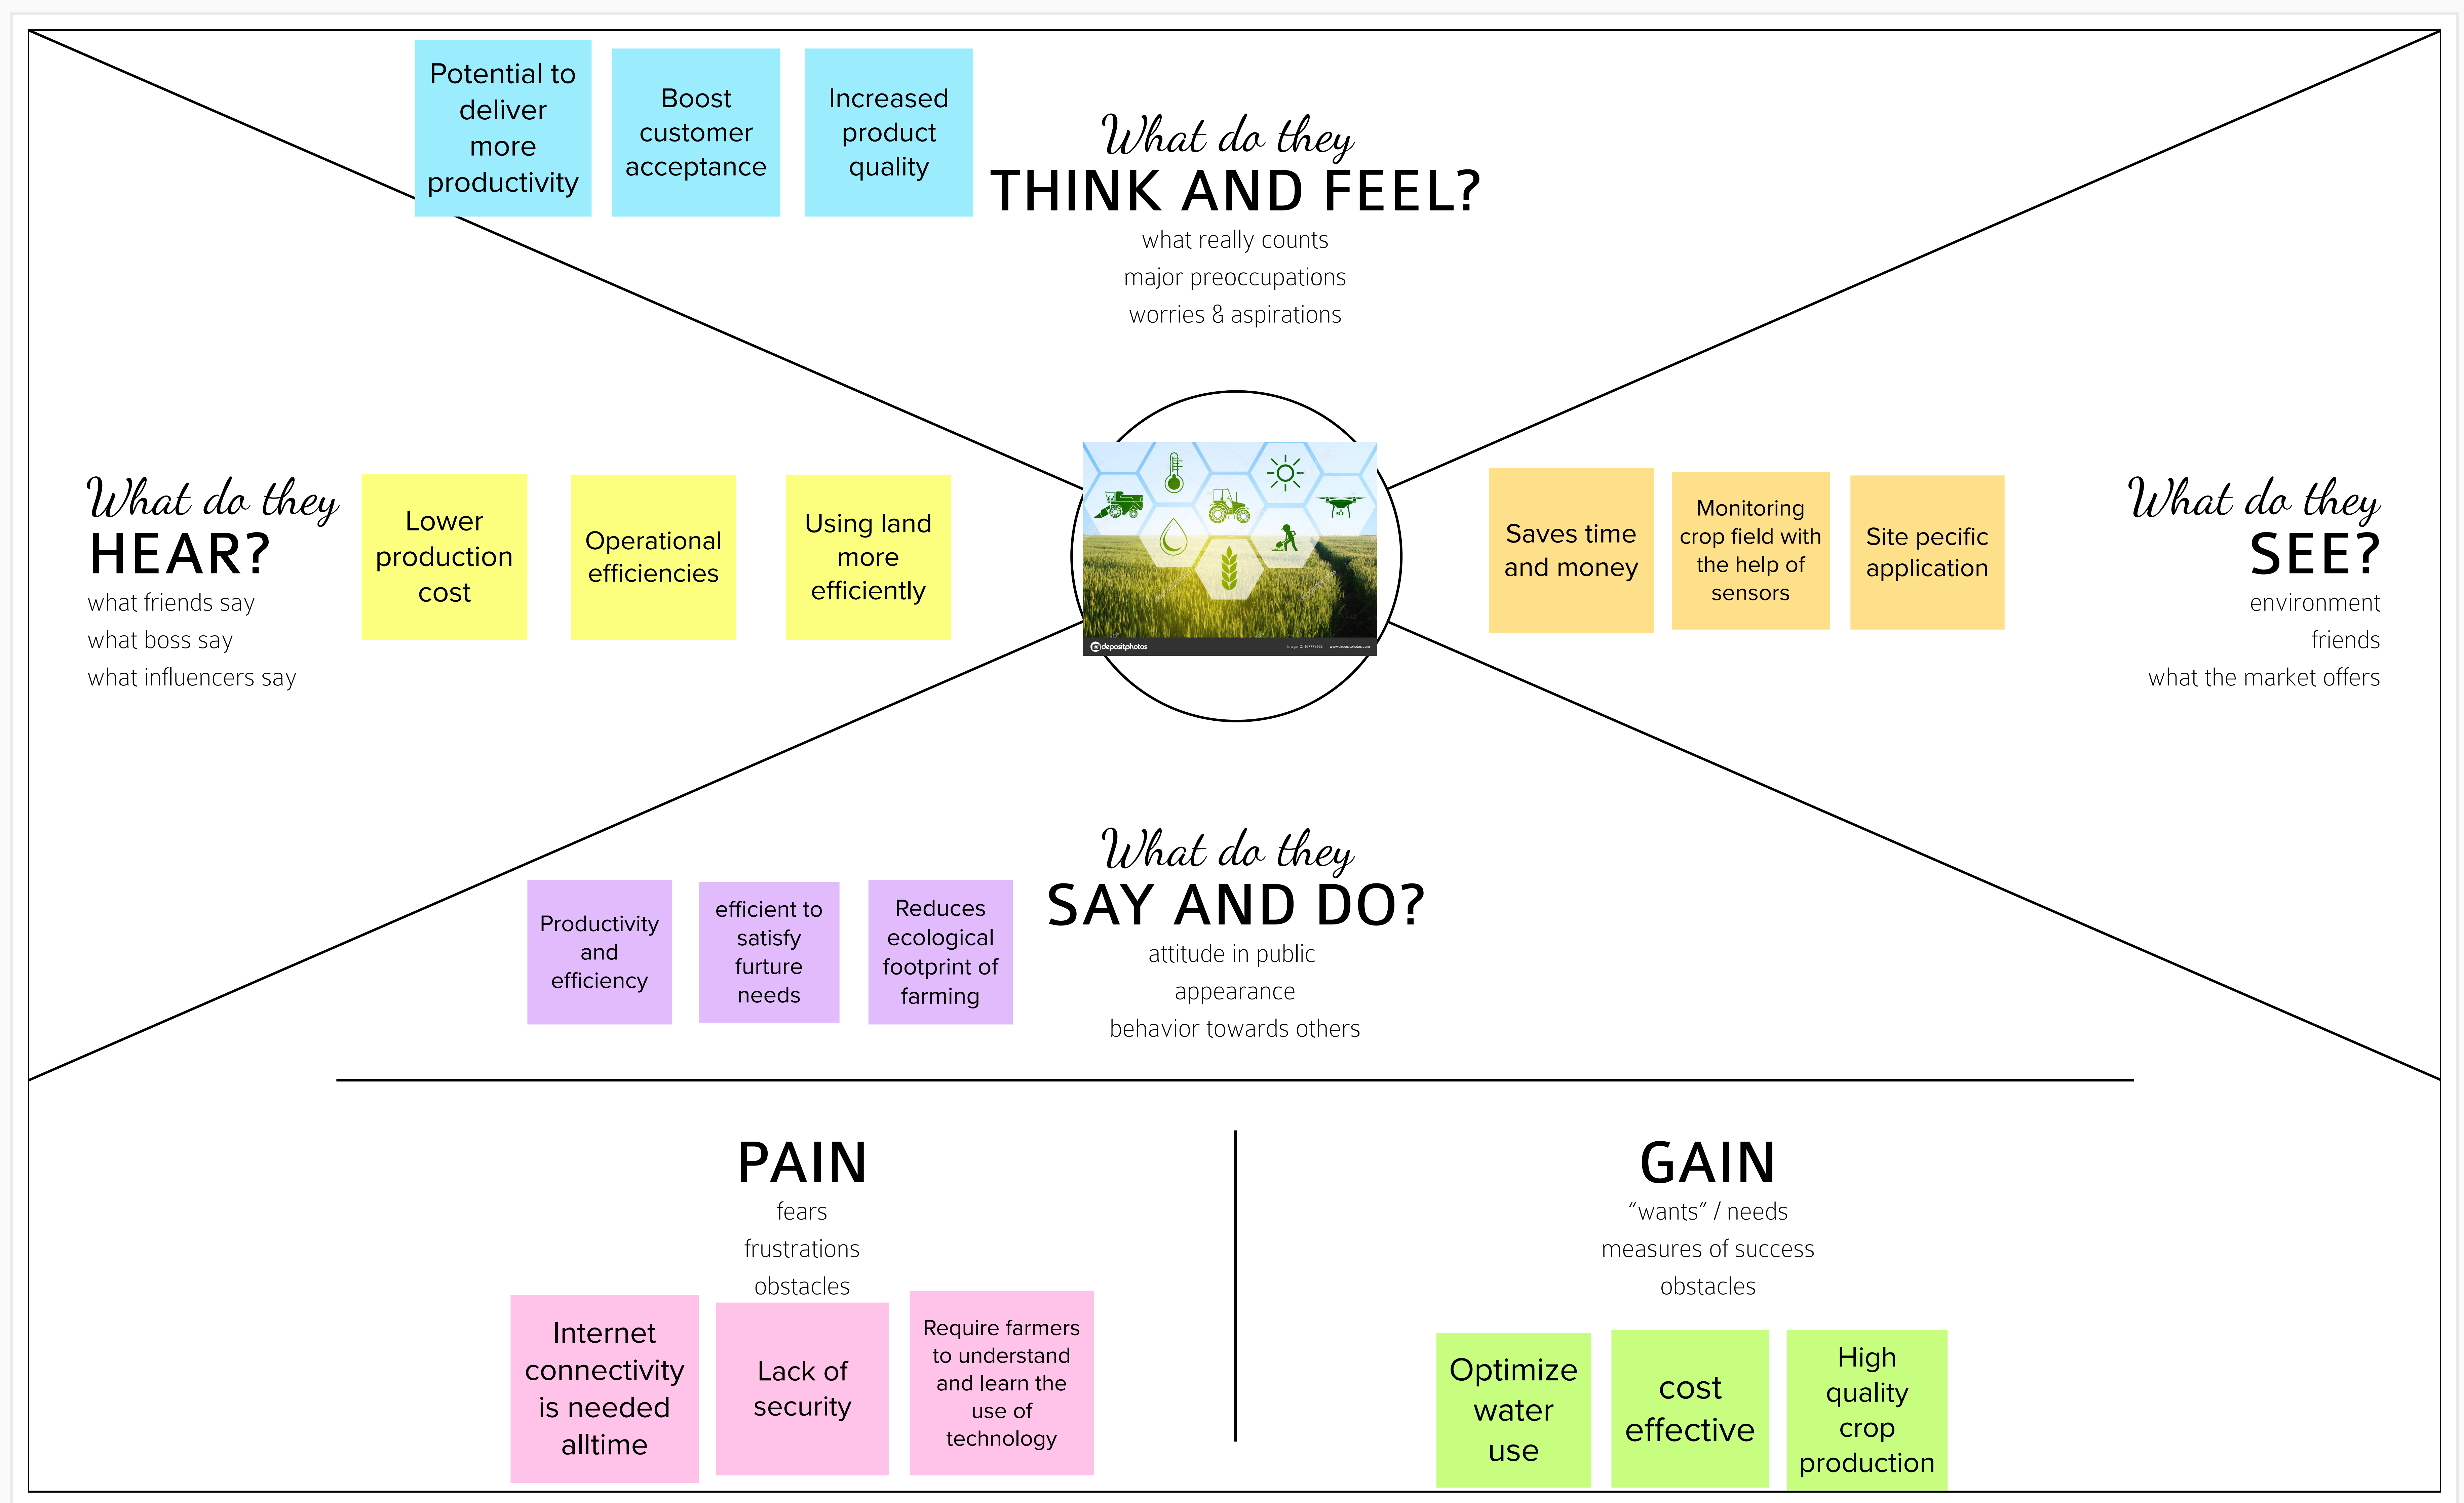 Potential to
deliver
more
productivity
Boost
customer
acceptance
Increased
product
quality
What do they
THINK AND FEEL?
what really counts
major preoccupations
worries & aspirations
What do they
HEAR?
what friends say
what boss say
what influencers say
Lower
production
cost
Operational
efficiencies
Using land
more
efficiently
depositphotos
Saves time
and money
Monitoring
crop field with
the help of
sensors
Site pecific
application
What do they
SEE?
environment
friends
what the market offers
Productivity
and
efficiency
efficient to
satisfy
furture
needs
Reduces
ecological
footprint of
farming
What do they
SAY AND DO?
attitude in public
appearance
behavior towards others
PAIN
fears
frustrations
obstacles
Internet
connectivity
is needed
alltime
Lack of
security
Require farmers
to understand
and learn the
use of
technology
GAIN
“wants” / needs
measures of success
obstacles
Optimize
water
use
cost
effective
High
quality
crop
production